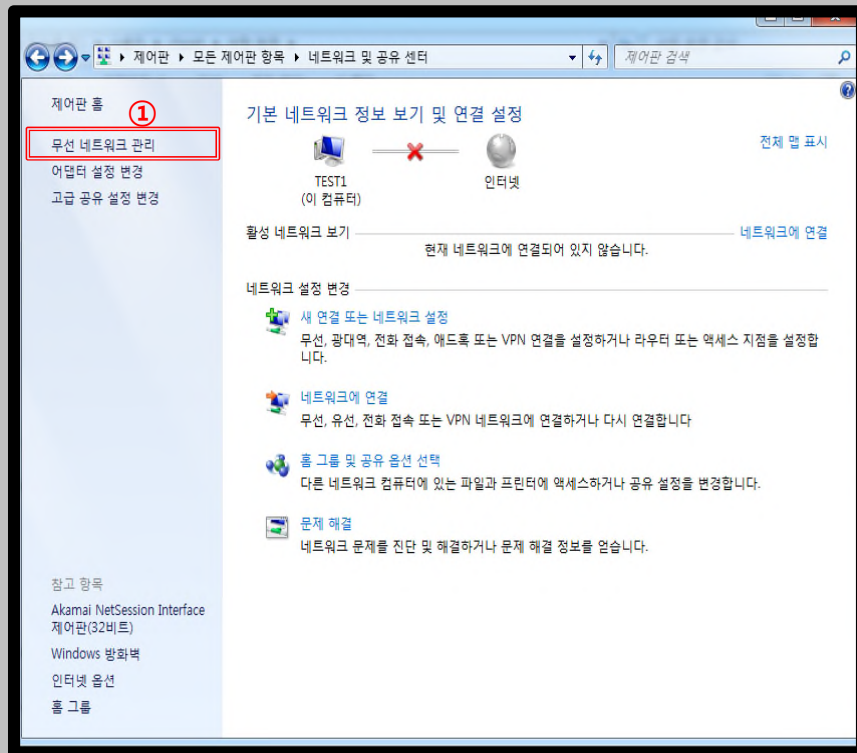 제어판 ▸ 모든 제어판 항목 ▸ 네트워크 및 공유 센터
제어판 검색
제어판 홈
①
무선 네트워크 관리
어댑터 설정 변경
고급 공유 설정 변경
기본 네트워크 정보 보기 및 연결 설정
전체 맵 표시
TEST1
(이 컴퓨터)
인터넷
활성 네트워크 보기
네트워크에 연결
현재 네트워크에 연결되어 있지 않습니다.
네트워크 설정 변경
새 연결 또는 네트워크 설정
무선, 광대역, 전화 접속, 애드혹 또는 VPN 연결을 설정하거나 라우터 또는 액세스 지점을 설정합
니다.
네트워크에 연결
무선, 유선, 전화 접속 또는 VPN 네트워크에 연결하거나 다시 연결합니다
홈 그룹 및 공유 옵션 선택
다른 네트워크 컴퓨터에 있는 파일과 프린터에 액세스하거나 공유 설정을 변경합니다.
문제 해결
네트워크 문제를 진단 및 해결하거나 문제 해결 정보를 얻습니다.
참고 항목
Akamai NetSession Interface
제어판(32비트)
Windows 방화벽
인터넷 옵션
홈 그룹